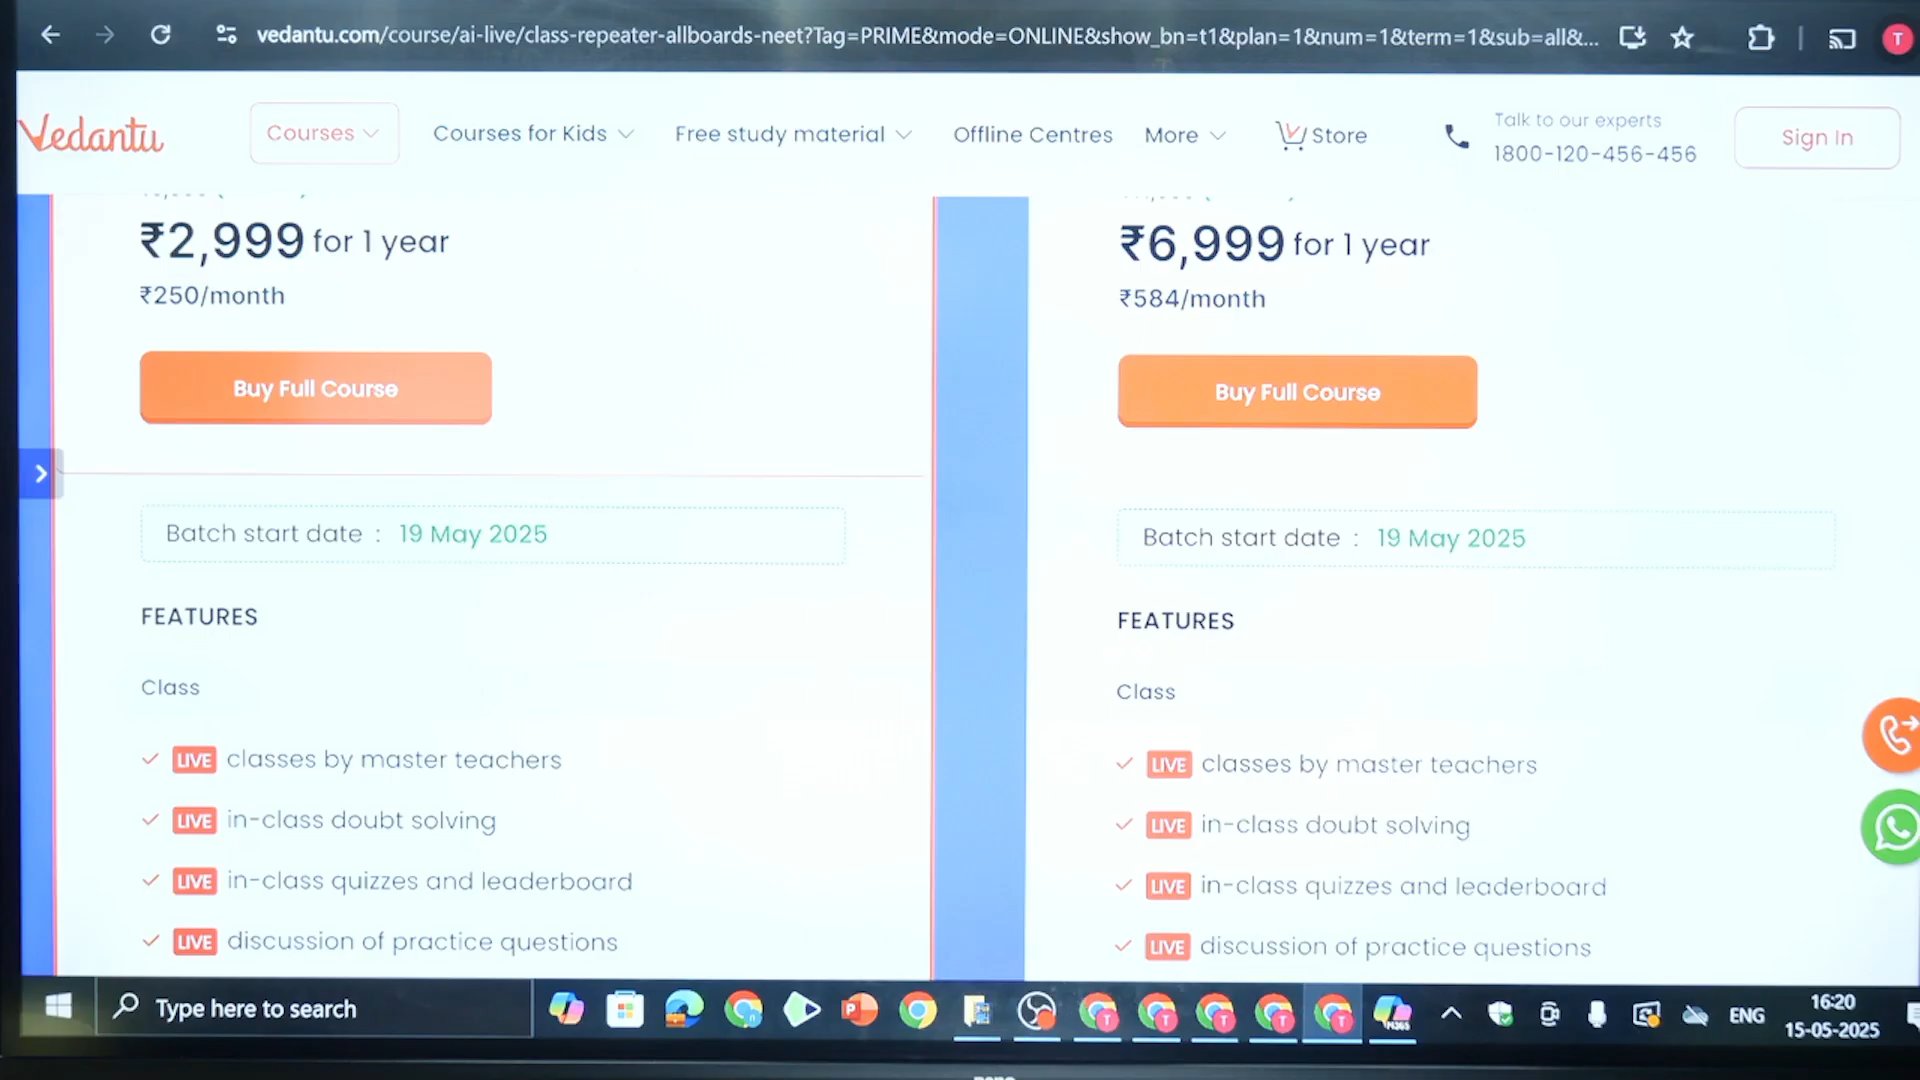 vedantu.com/course/ai-live/class-repeater-allboards-neet?Tag=PRIME&mode=ONLINE&show_bn=t1&plan=1&num=1&term=1&sub=all&...
T
Vedantu
Courses
Courses for Kids
Free study material
Offline Centres
More
Store
Talk to our experts
1800-120-456-456
Sign In
₹2,999 for 1 year
₹250/month
Buy Full Course
Batch start date : 19 May 2025
FEATURES
Class
LIVE classes by master teachers
LIVE in-class doubt solving
LIVE in-class quizzes and leaderboard
LIVE discussion of practice questions
₹6,999 for 1 year
₹584/month
Buy Full Course
Batch start date : 19 May 2025
FEATURES
Class
LIVE classes by master teachers
LIVE in-class doubt solving
LIVE in-class quizzes and leaderboard
LIVE discussion of practice questions
Type here to search
ENG
16:20
15-05-2025